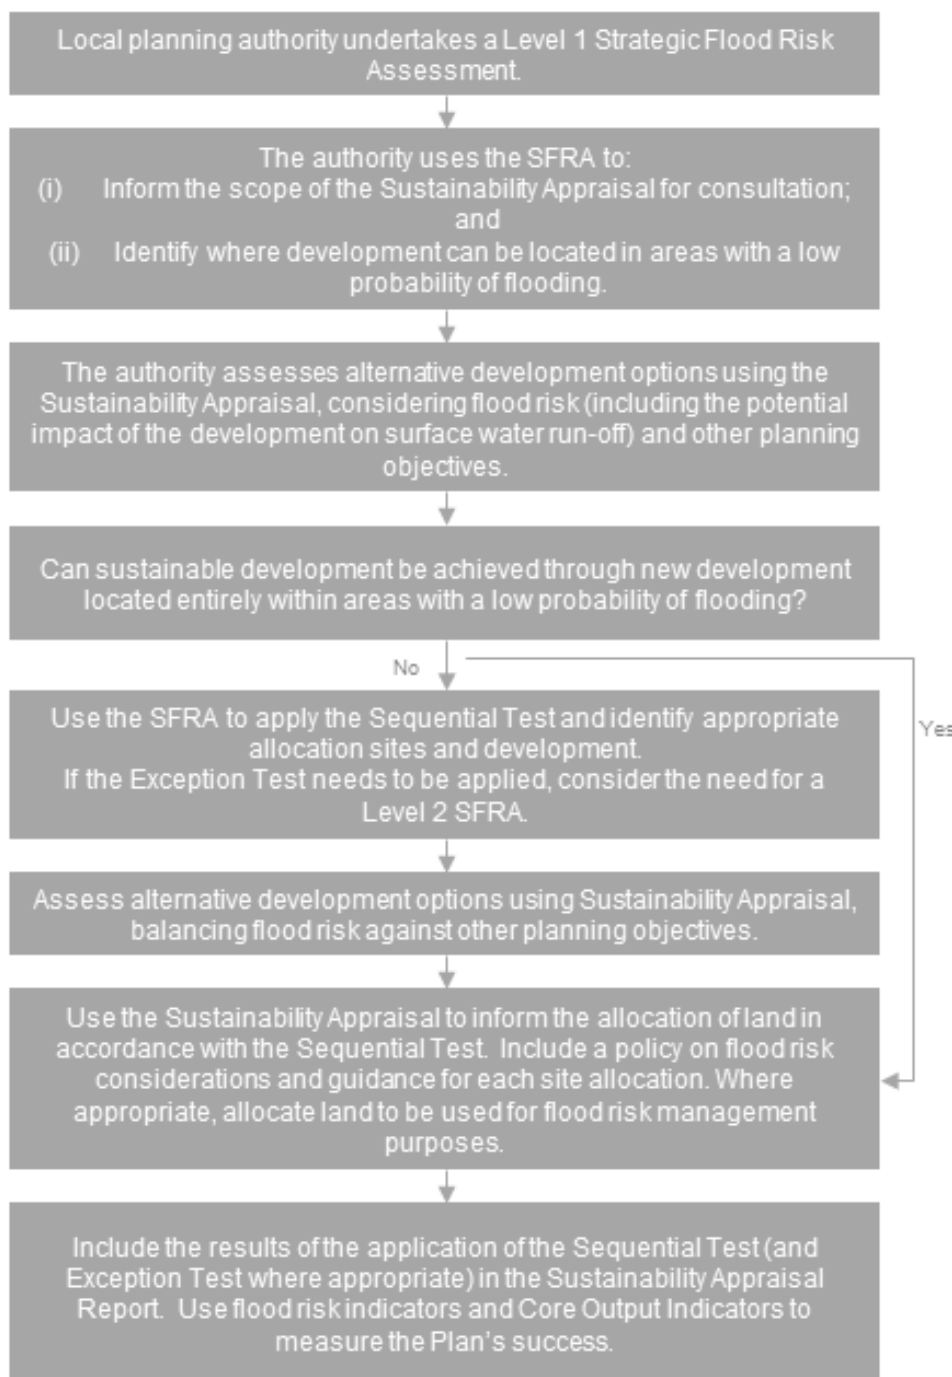 Local planning authority undertakes a Level 1 Strategic Flood Risk
Assessment.
The authority uses the SFRA to:
(i) Inform the scope of the Sustainability Appraisal for consultation;
and
(ii) Identify where development can be located in areas with a low
probability of flooding.
The authority assesses alternative development options using the
Sustainability Appraisal, considering flood risk (including the potential
impact of the development on surface water run-off) and other planning
objectives.
Can sustainable development be achieved through new development
located entirely within areas with a low probability of flooding?
No
Yes
Use the SFRA to apply the Sequential Test and identify appropriate
allocation sites and development.
If the Exception Test needs to be applied, consider the need for a
Level 2 SFRA.
Assess alternative development options using Sustainability Appraisal,
balancing flood risk against other planning objectives.
Use the Sustainability Appraisal to inform the allocation of land in
accordance with the Sequential Test. Include a policy on flood risk
considerations and guidance for each site allocation. Where
appropriate, allocate land to be used for flood risk management
purposes.
Include the results of the application of the Sequential Test (and
Exception Test where appropriate) in the Sustainability Appraisal
Report. Use flood risk indicators and Core Output Indicators to
measure the Plan's success.